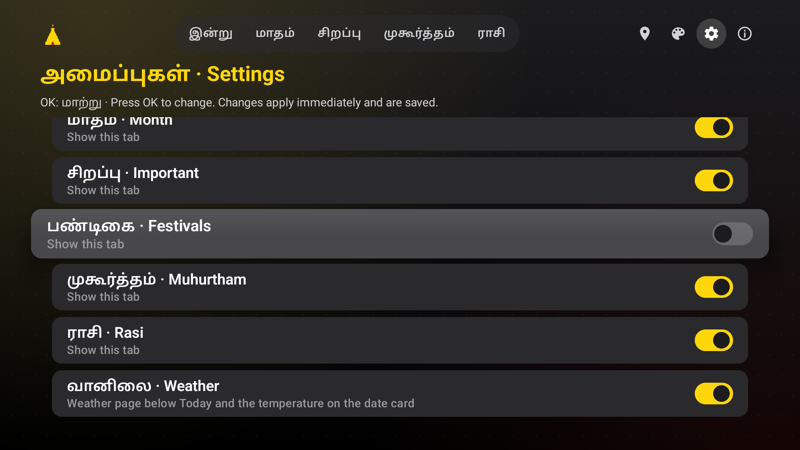 இன்று மாதம் சிறப்பு முகூர்த்தம் ராசி
அமைப்புகள் · Settings
OK: மாற்று · Press OK to change. Changes apply immediately and are saved.
மாதம் · Month
Show this tab
சிறப்பு · Important
Show this tab
பண்டிகை · Festivals
Show this tab
முகூர்த்தம் · Muhurtham
Show this tab
ராசி · Rasi
Show this tab
வானிலை · Weather
Weather page below Today and the temperature on the date card